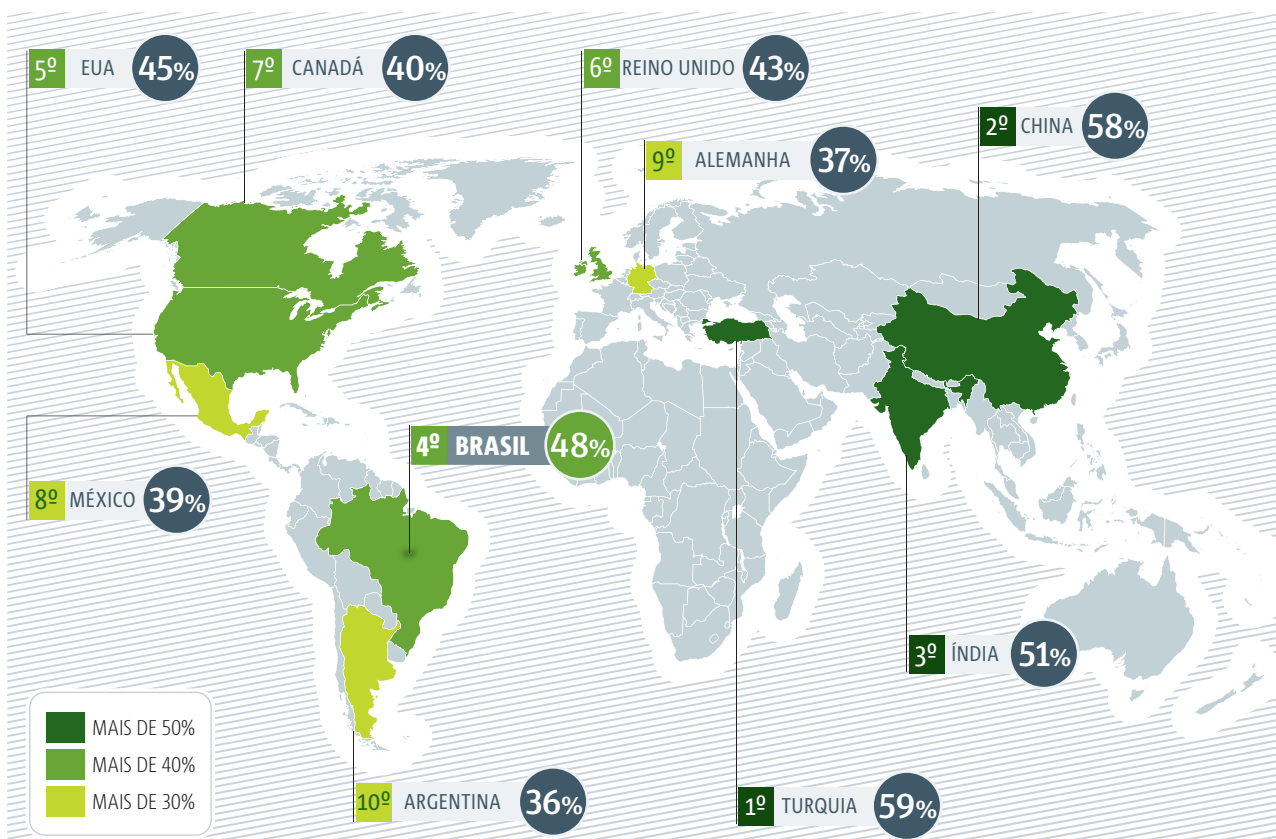 5º EUA 45%
7º CANADÁ 40%
6º REINO UNIDO 43%
2º CHINA 58%
9º ALEMANHA 37%
4º BRASIL 48%
8º MÉXICO 39%
3º ÍNDIA 51%
MAIS DE 50%
MAIS DE 40%
MAIS DE 30%
10º ARGENTINA 36%
1º TURQUIA 59%